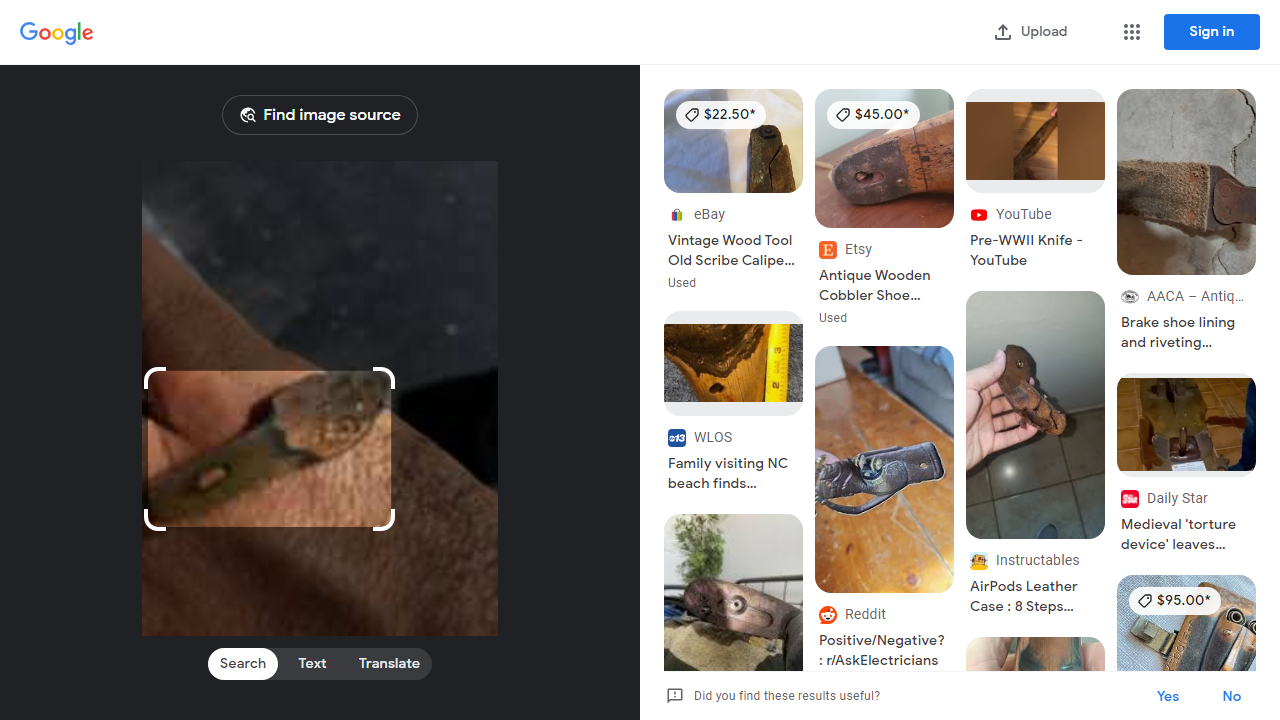 Google
Upload
Sign in
Find image source
Search
Text
Translate
$22.50*
eBay
Vintage Wood Tool
Old Scribe Calipe...
Used
WLOS
Family visiting NC
beach finds...
$45.00*
Etsy
Antique Wooden
Cobbler Shoe...
Used
Reddit
Positive/Negative?
: r/AskElectricians
YouTube
Pre-WWII Knife -
YouTube
Instructables
AirPods Leather
Case : 8 Steps...
AACA – Antiq...
Brake shoe lining
and riveting...
Daily Star
Medieval 'torture
device' leaves...
$95.00*
Did you find these results useful?
Yes
No